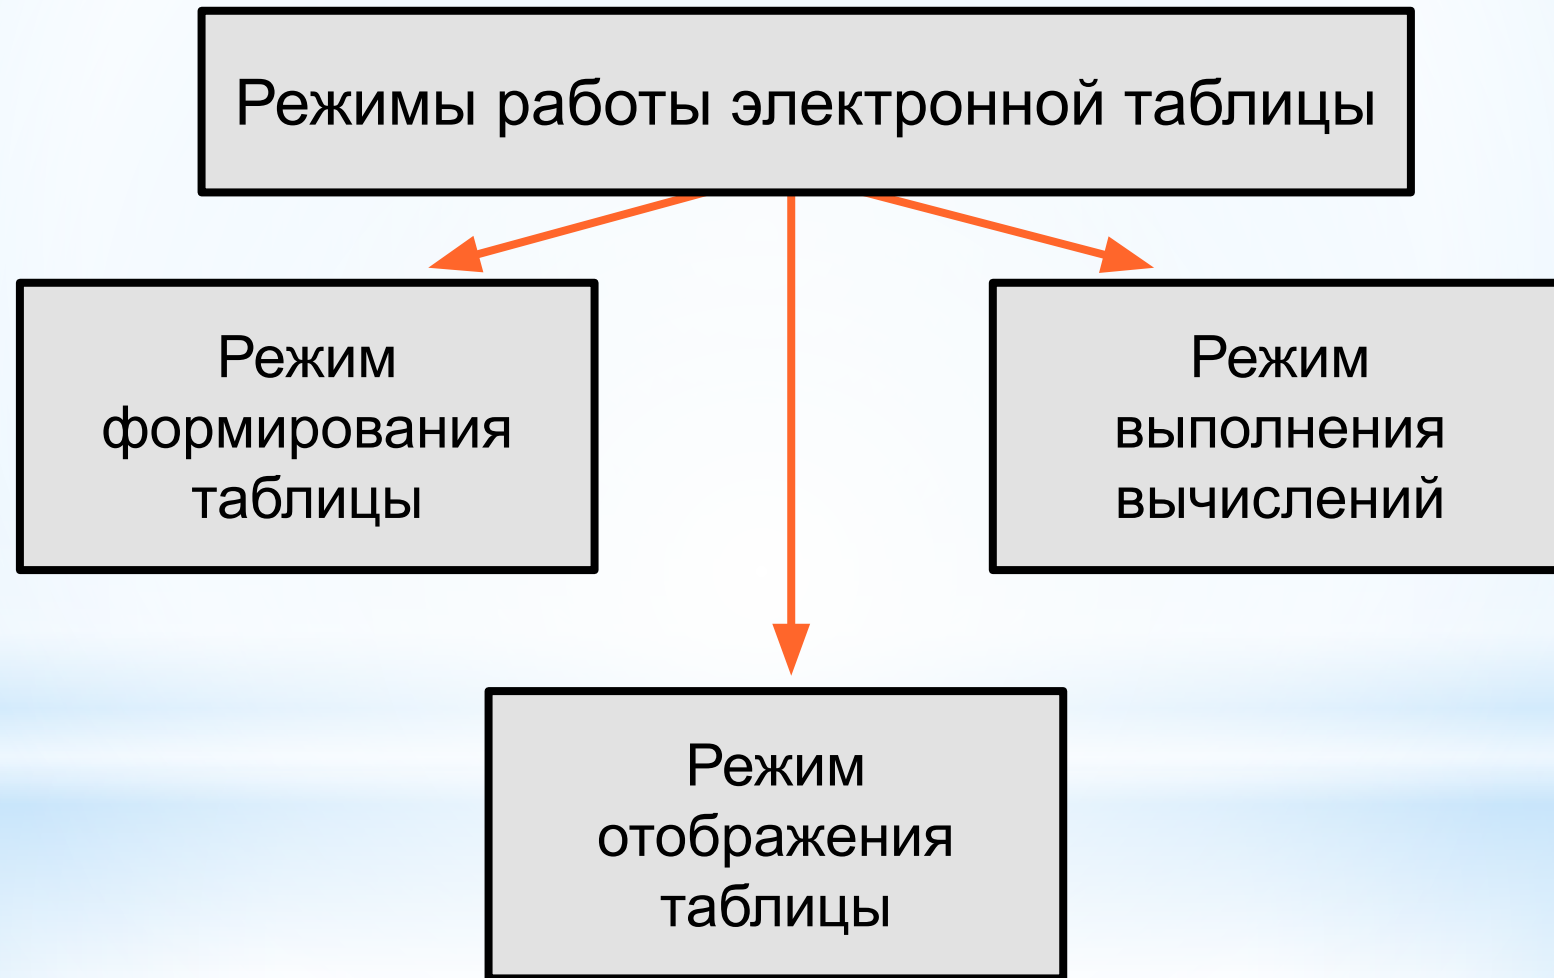 Режимы работы электронной таблицы
Режим
формирования
таблицы
Режим
выполнения
вычислений
Режим
отображения
таблицы